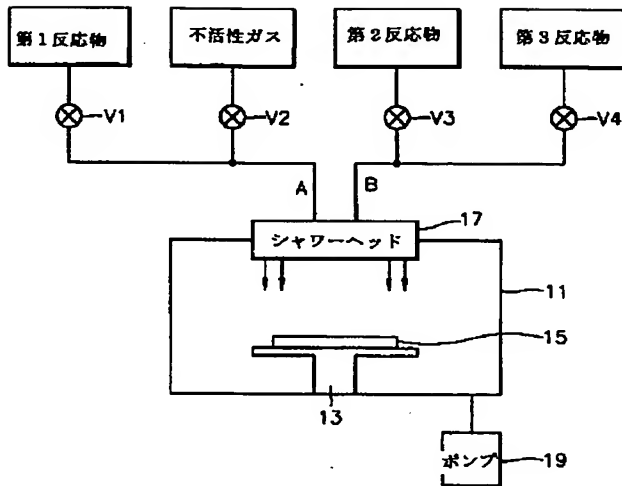 第1反応物
不活性ガス
第2反応物
第3反応物
V1
V2
V3
V4
A
B
17
シャワーヘッド
11
15
13
ポンプ
19